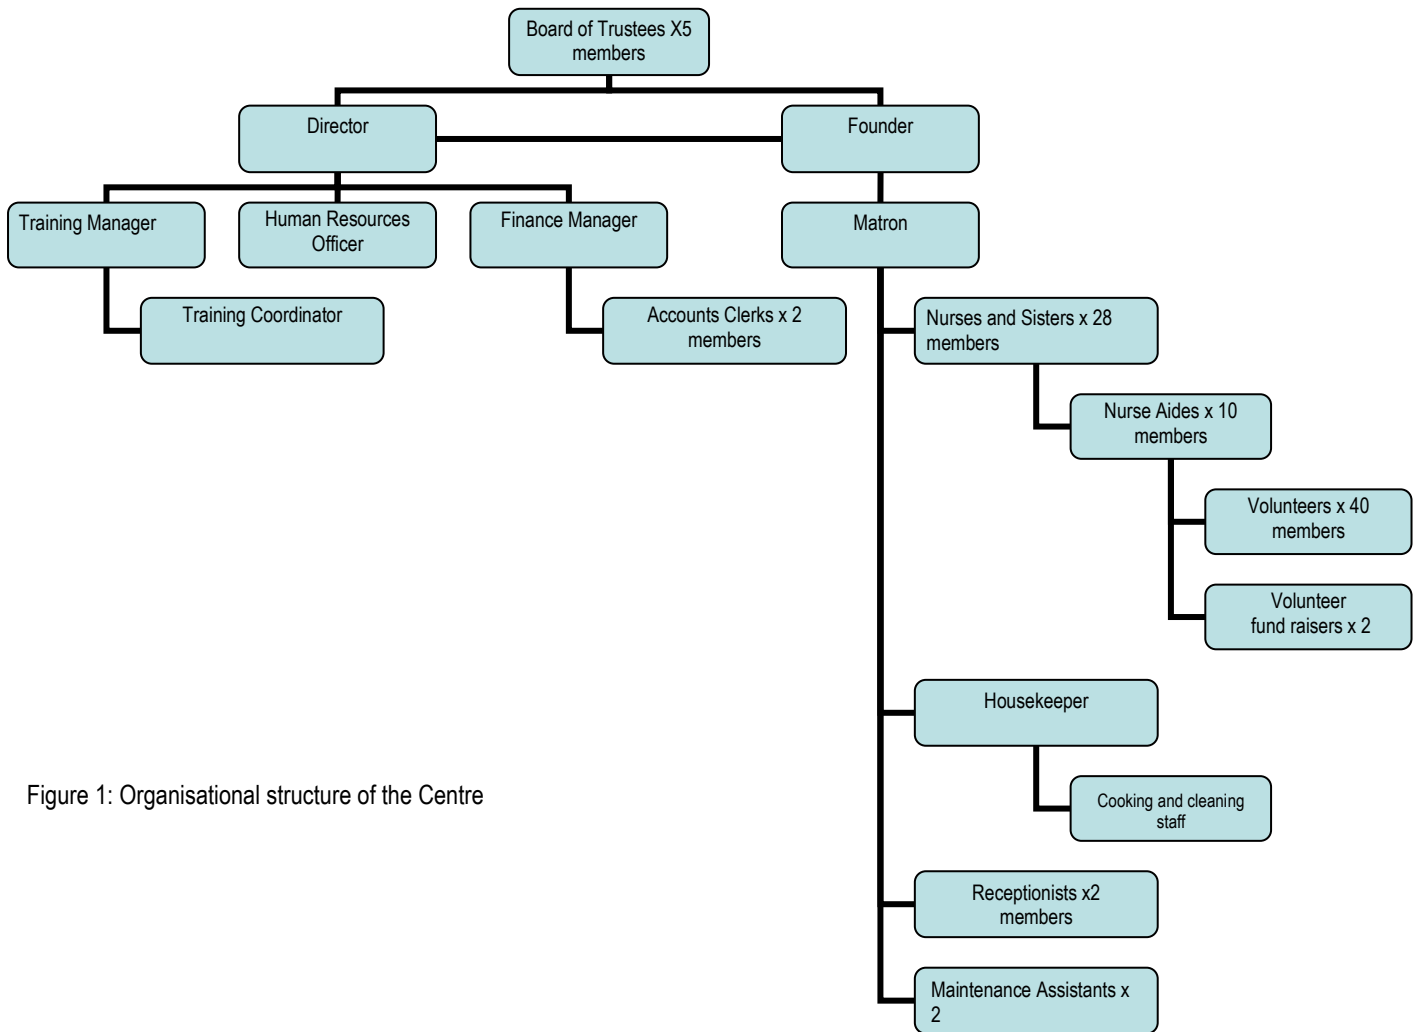 Board of Trustees X5
members
Director
Founder
Training Manager
Human Resources
Officer
Finance Manager
Matron
Training Coordinator
Accounts Clerks x 2
members
Nurses and Sisters x 28
members
Nurse Aides x 10
members
Volunteers x 40
members
Volunteer
fund raisers x 2
Housekeeper
Cooking and cleaning
staff
Receptionists x2
members
Maintenance Assistants x
2
Figure 1: Organisational structure of the Centre